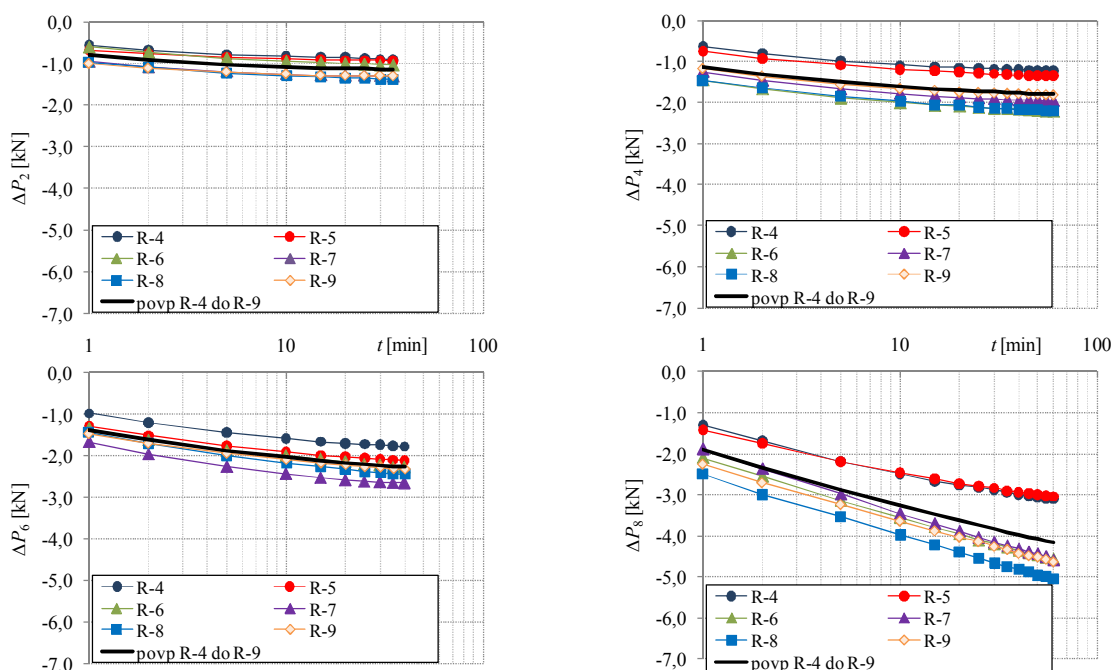 0,0
-1,0
-2,0
-3,0
-4,0
-5,0
-6,0
-7,0
ΔP2 [kN]
R-4 R-5
R-6 R-7
R-8 R-9
povp R-4 do R-9
1 10 t [min] 100
0,0
-1,0
-2,0
-3,0
-4,0
-5,0
-6,0
-7,0
ΔP4 [kN]
R-4 R-5
R-6 R-7
R-8 R-9
povp R-4 do R-9
1 10 t [min] 100
0,0
-1,0
-2,0
-3,0
-4,0
-5,0
-6,0
-7,0
ΔP6 [kN]
R-4 R-5
R-6 R-7
R-8 R-9
povp R-4 do R-9
0,0
-1,0
-2,0
-3,0
-4,0
-5,0
-6,0
-7,0
ΔP8 [kN]
R-4 R-5
R-6 R-7
R-8 R-9
povp R-4 do R-9